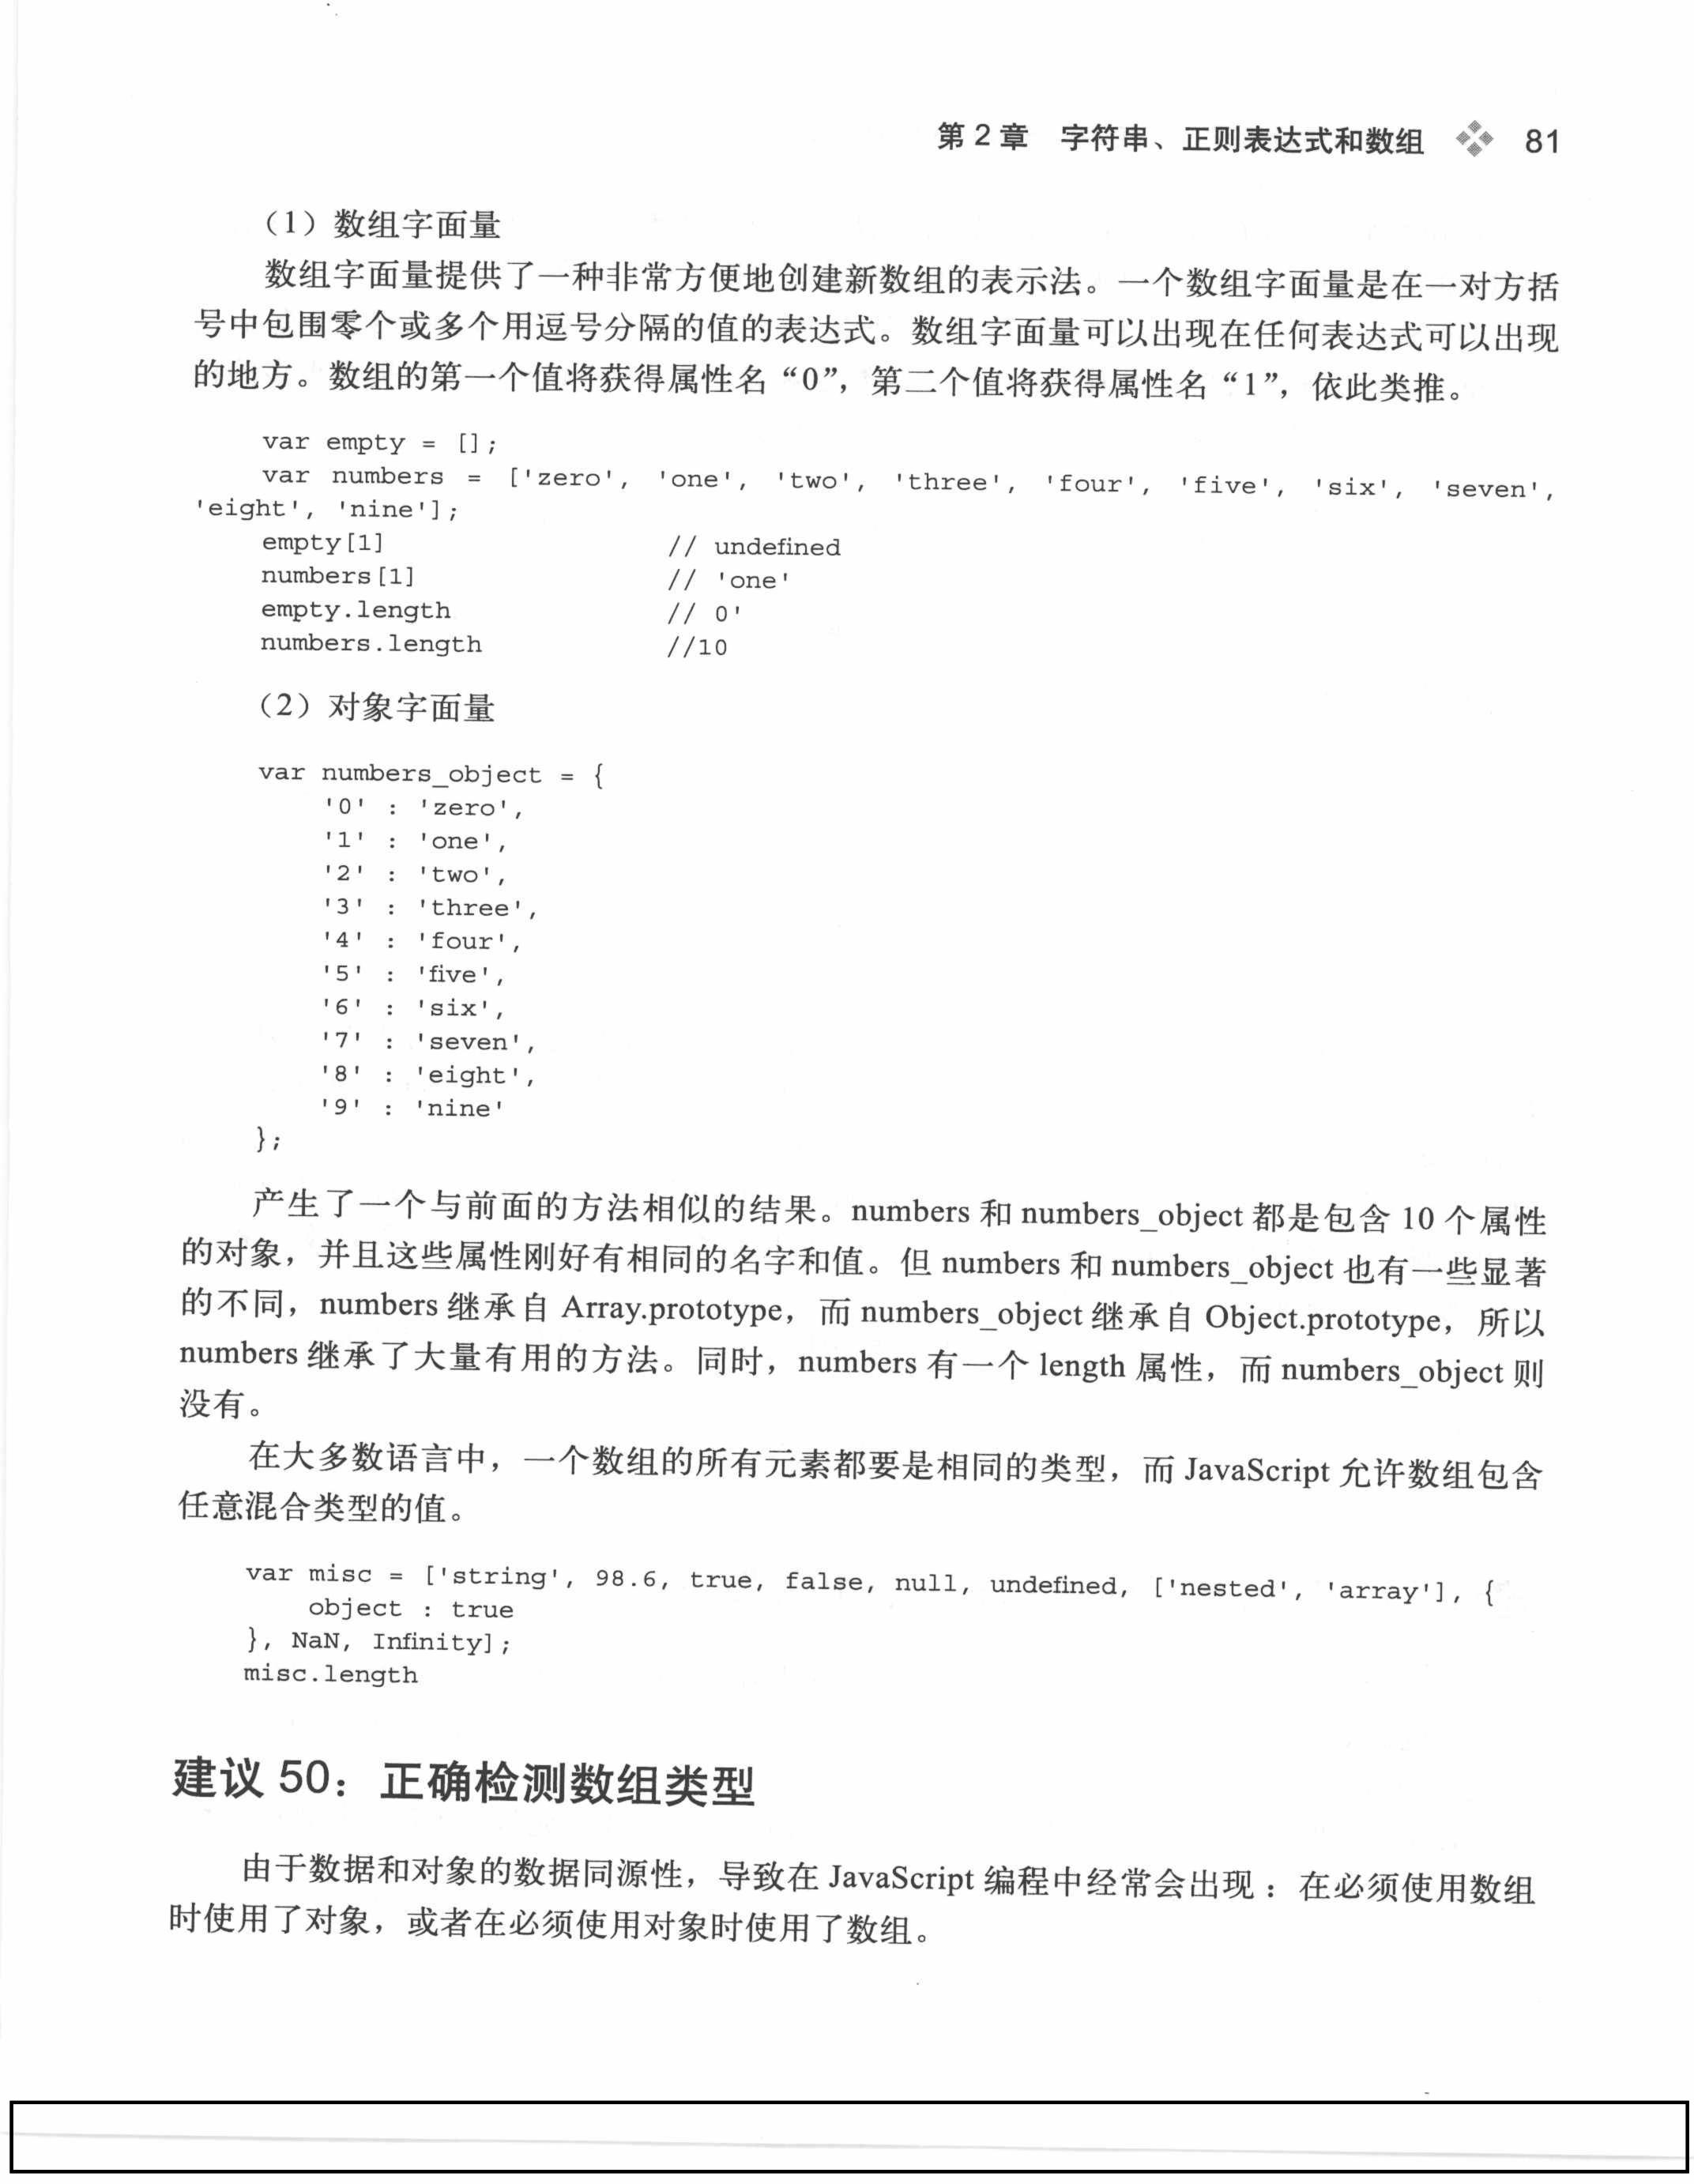 第 2 章　字符串、正则表达式和数组　81
（1）数组字面量
数组字面量提供了一种非常方便地创建新数组的表示法。一个数组字面量是在一对方括
号中包围零个或多个用逗号分隔的值的表达式。数组字面量可以出现在任何表达式可以出现
的地方。数组的第一个值将获得属性名“0”，第二个值将获得属性名“1”，依此类推。
var empty = [];
var numbers = ['zero', 'one', 'two', 'three', 'four', 'five', 'six', 'seven',
'eight', 'nine'];
empty[1] // undefined
numbers[1] // 'one'
empty.length // 0'
numbers.length //10
（2）对象字面量
var numbers_object = {
'0' : 'zero',
'1' : 'one',
'2' : 'two',
'3' : 'three',
'4' : 'four',
'5' : 'five',
'6' : 'six',
'7' : 'seven',
'8' : 'eight',
'9' : 'nine'
};
产生了一个与前面的方法相似的结果。numbers 和 numbers_object 都是包含 10 个属性
的对象，并且这些属性刚好有相同的名字和值。但 numbers 和 numbers_object 也有一些显著
的不同，numbers 继承自 Array.prototype，而 numbers_object 继承自 Object.prototype，所以
numbers 继承了大量有用的方法。同时，numbers 有一个 length 属性，而 numbers_object 则
没有。
在大多数语言中，一个数组的所有元素都要是相同的类型，而 JavaScript 允许数组包含
任意混合类型的值。
var misc = ['string', 98.6, true, false, null, undefined, ['nested', 'array'], {
object : true
}, NaN, Infinity];
misc.length
建议 50：正确检测数组类型
由于数据和对象的数据同源性，导致在 JavaScript 编程中经常会出现：在必须使用数组
时使用了对象，或者在必须使用对象时使用了数组。